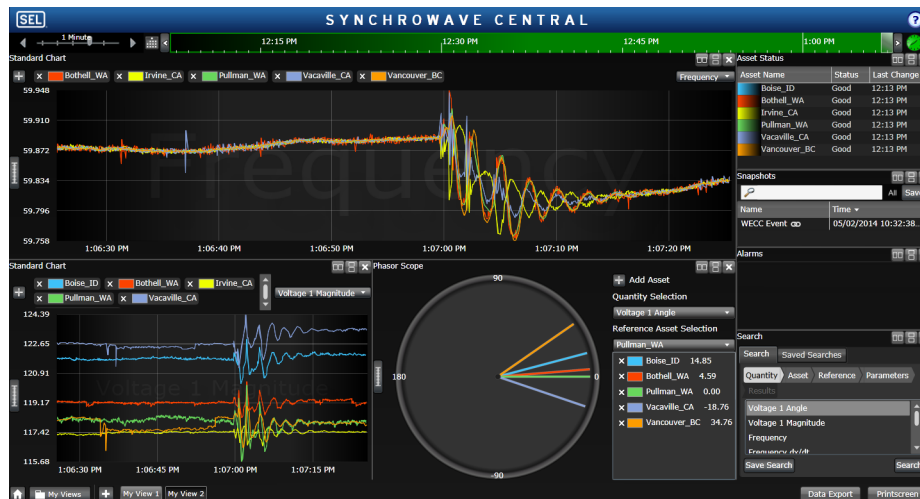 SEL
SYNCHROWAVE CENTRAL
?
1 Minute
12:15 PM 12:30 PM 12:45 PM 1:00 PM
Standard Chart
Bothell_WA Irvine_CA Pullman_WA Vacaville_CA Vancouver_BC
Frequency
Frequency
59.948
59.910
59.872
59.834
59.796
59.758
1:06:30 PM 1:06:40 PM 1:06:50 PM 1:07:00 PM 1:07:10 PM 1:07:20 PM
Asset Status
Asset Name Status Last Change
Boise_ID Good 12:13 PM
Bothell_WA Good 12:13 PM
Irvine_CA Good 12:13 PM
Pullman_WA Good 12:13 PM
Vacaville_CA Good 12:13 PM
Vancouver_BC Good 12:13 PM
Snapshots
All Save
Name Time
WECC Event 05/02/2014 10:32:38...
Alarms
Standard Chart
Boise_ID Bothell_WA Irvine_CA
Pullman_WA Vacaville_CA
Voltage 1 Magnitude
Voltage 1 Magnitude
124.39
122.65
120.91
119.17
117.42
115.68
1:06:30 PM 1:06:45 PM 1:07:00 PM 1:07:15 PM
Phasor Scope
90
180
0
-90
Add Asset
Quantity Selection
Voltage 1 Angle
Reference Asset Selection
Pullman_WA
Boise_ID 14.85
Bothell_WA 4.59
Pullman_WA 0.00
Vacaville_CA -18.76
Vancouver_BC 34.76
Search
Search Saved Searches
Quantity Asset Reference Parameters
Results
Voltage 1 Angle
Voltage 1 Magnitude
Frequency
Frequency dv/dt
Save Search Search
My Views My View 1 My View 2
Data Export Printscreen